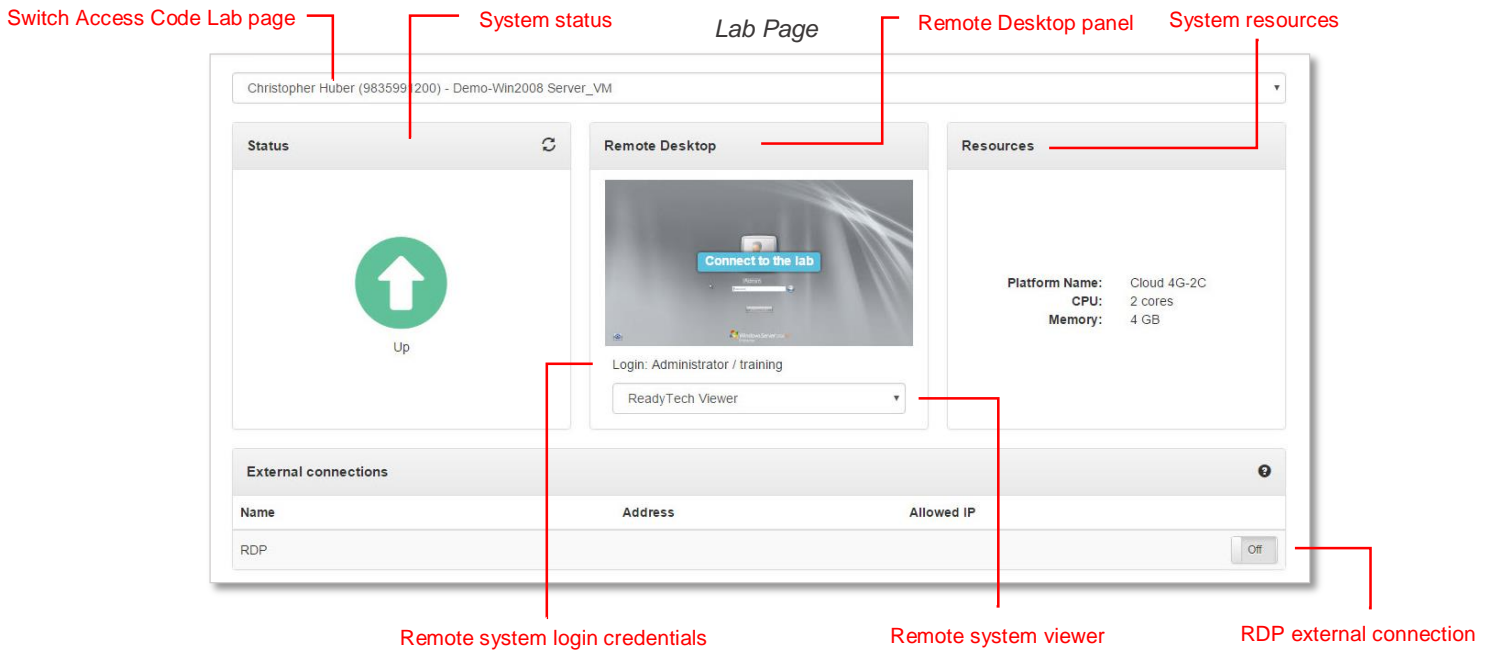 Switch Access Code Lab page
System status
Lab Page
Remote Desktop panel
System resources
Christopher Huber (9835991200) - Demo-Win2008 Server_VM
Status
Remote Desktop
Resources
Connect to the lab
Up
Login: Administrator / training
ReadyTech Viewer
Platform Name: Cloud 4G-2C
CPU: 2 cores
Memory: 4 GB
External connections
Name Address Allowed IP
RDP Off
Remote system login credentials
Remote system viewer
RDP external connection